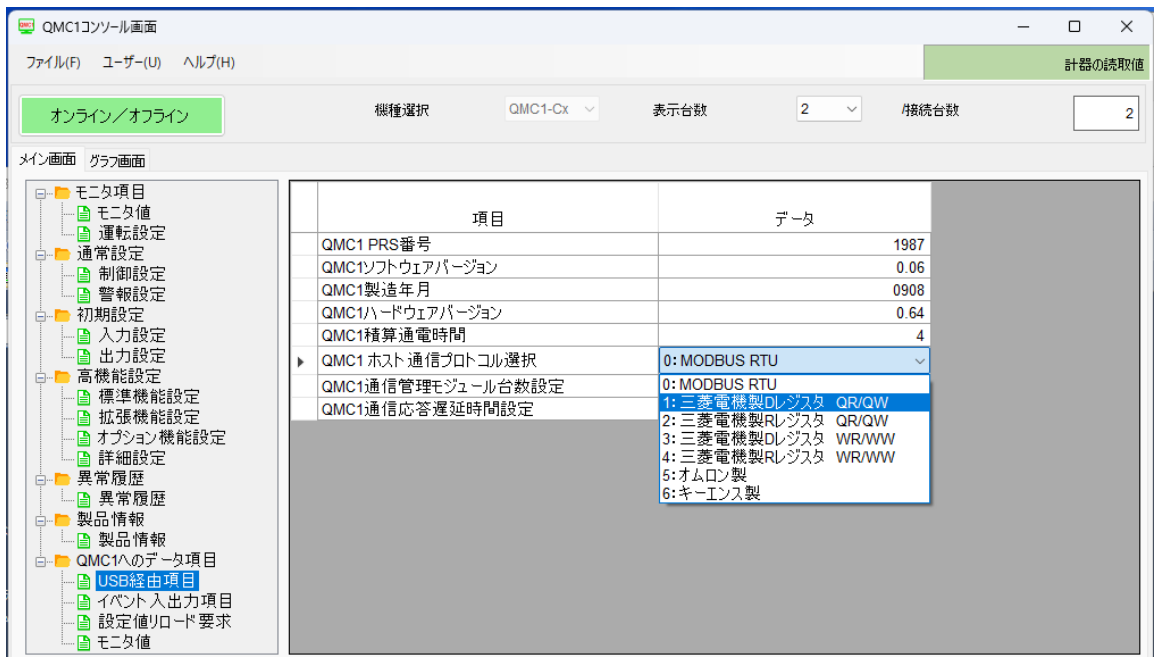 QMC1コンソール画面
ファイル(F) ユーザー(U) ヘルプ(H)
計器の読取値
オンライン／オフライン 機種選択 QMC1-Cx 表示台数 2 /接続台数 2
メイン画面 グラフ画面
モニタ項目
モニタ値
運転設定
通常設定
制御設定
警報設定
初期設定
入力設定
出力設定
高機能設定
標準機能設定
拡張機能設定
オプション機能設定
詳細設定
異常履歴
異常履歴
製品情報
製品情報
QMC1へのデータ項目
USB経由項目
イベント入出力項目
設定値リロード要求
モニタ値
項目 データ
QMC1 PRS番号 1987
QMC1ソフトウェアバージョン 0.06
QMC1製造年月 0908
QMC1ハードウェアバージョン 0.64
QMC1積算通電時間 4
QMC1 ホスト通信プロトコル選択 0: MODBUS RTU
QMC1通信管理モジュール台数設定
QMC1通信応答遅延時間設定
0: MODBUS RTU
1: 三菱電機製Dレジスタ QR/QW
2: 三菱電機製Rレジスタ QR/QW
3: 三菱電機製Dレジスタ WR/WW
4: 三菱電機製Rレジスタ WR/WW
5:オムロン製
6:キーエンス製